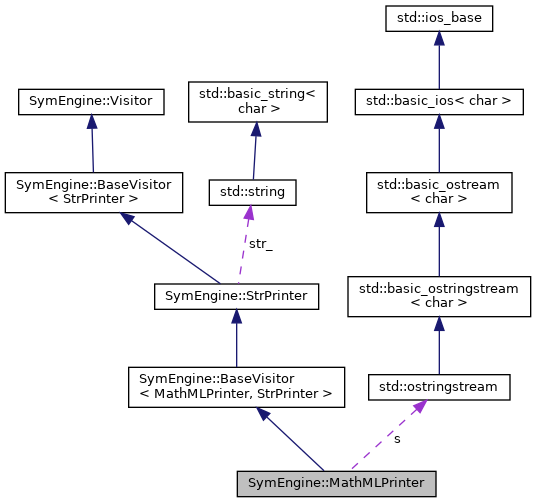 std::ios_base
SymEngine::Visitor
std::basic_string<
char >
std::basic_ios< char >
SymEngine::BaseVisitor
< StrPrinter >
std::string
std::basic_ostream
< char >
str_
SymEngine::StrPrinter
std::basic_ostringstream
< char >
SymEngine::BaseVisitor
< MathMLPrinter, StrPrinter >
std::ostringstream
s
SymEngine::MathMLPrinter